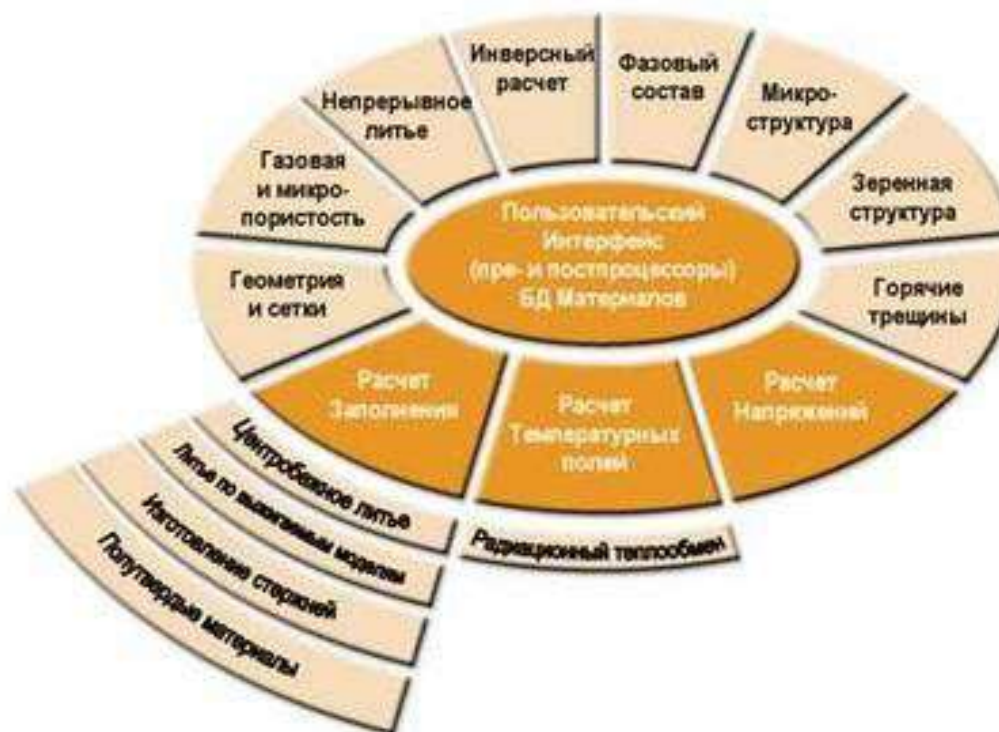 Инверсный
расчет
Фазовый
состав
Микро-
структура
Зеренная
структура
Горячие
трещины
Непрерывное
литье
Газовая
и микро-
пористость
Геометрия
и сетки
Пользовательский
Интерфейс
(пре- и постпроцессоры)
БД Материалов
Расчет
Заполнения
Расчет
Температурных
полей
Расчет
Напряжений
Центробежное литье
Литье по выжигаемым моделям
Изготовление стержней
Полутвердые материалы
Радиационный теплообмен